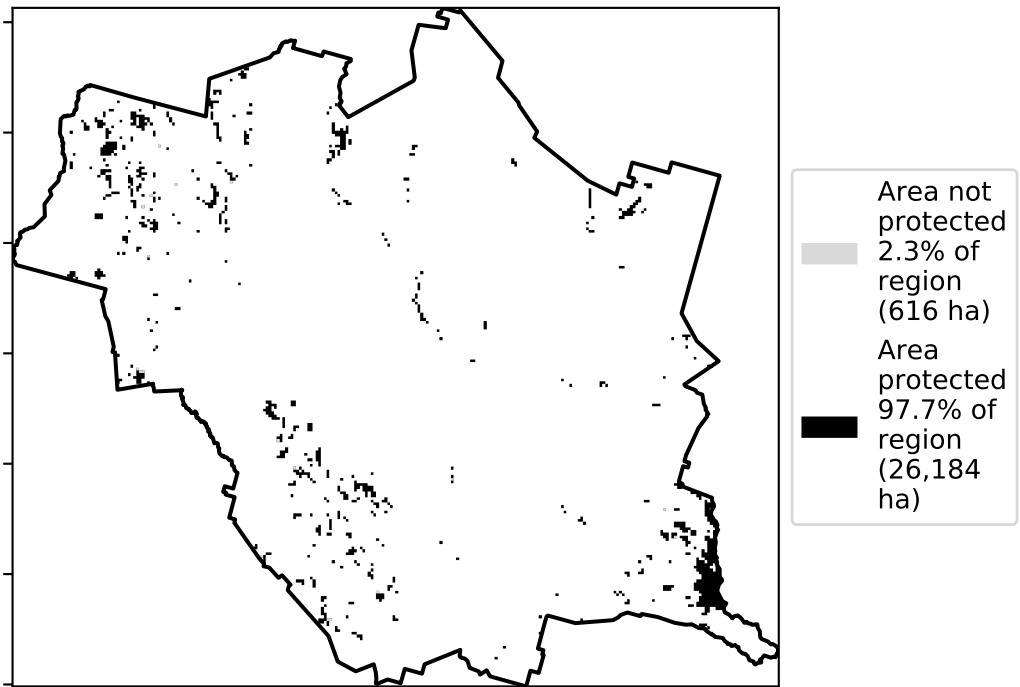 Area not
protected
2.3% of
region
(616 ha)
Area
protected
97.7% of
region
(26,184
ha)